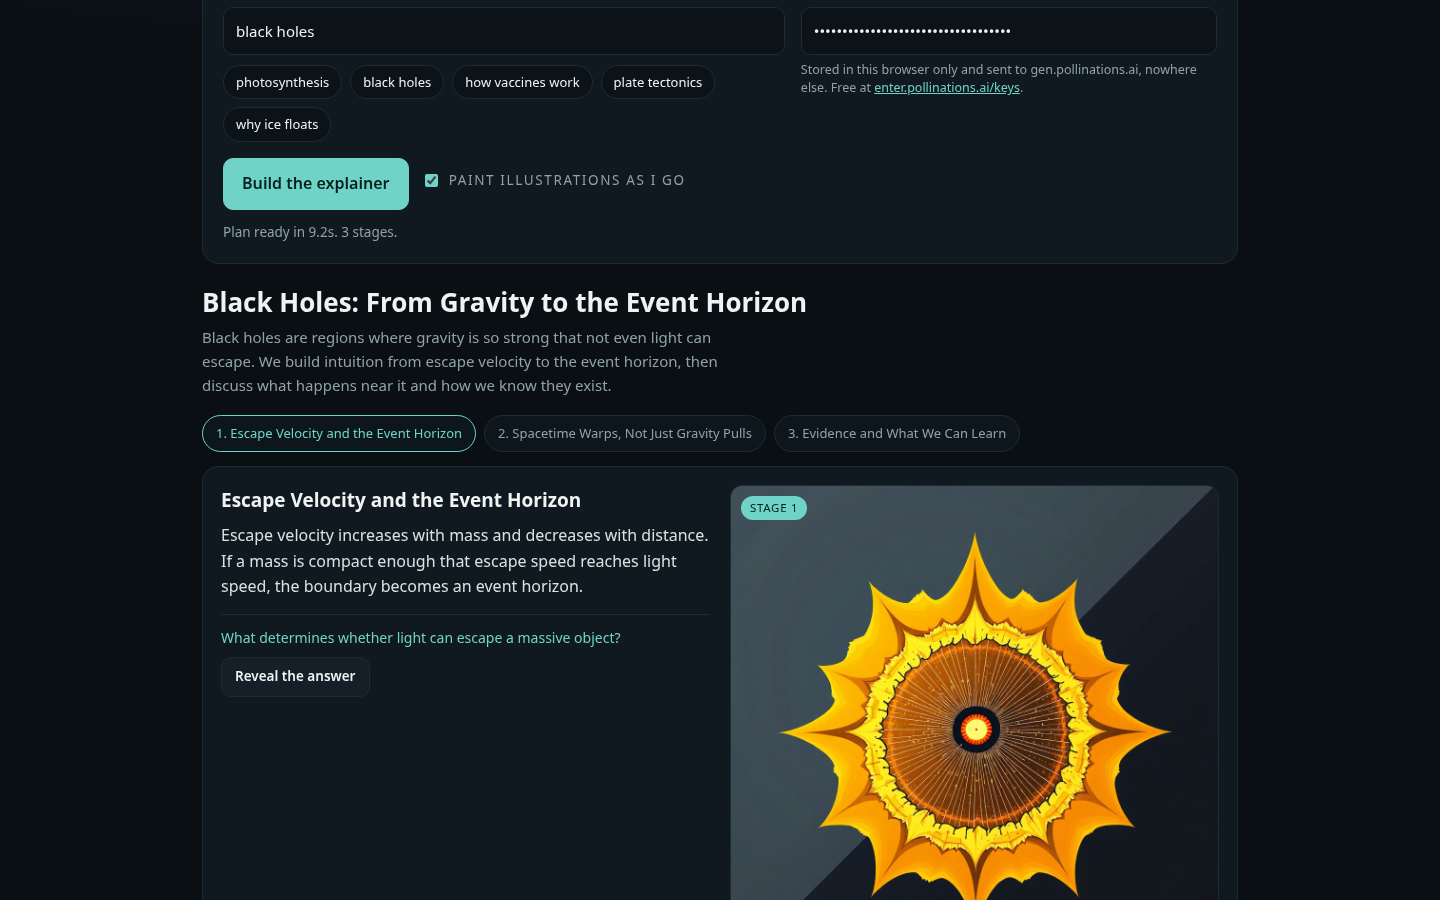 black holes
•••••••••••••••••••••••••••••••••••
photosynthesis
black holes
how vaccines work
plate tectonics
why ice floats
Stored in this browser only and sent to gen.pollinations.ai, nowhere
else. Free at enter.pollinations.ai/keys.
Build the explainer
PAINT ILLUSTRATIONS AS I GO
Plan ready in 9.2s. 3 stages.
Black Holes: From Gravity to the Event Horizon
Black holes are regions where gravity is so strong that not even light can
escape. We build intuition from escape velocity to the event horizon, then
discuss what happens near it and how we know they exist.
1. Escape Velocity and the Event Horizon
2. Spacetime Warps, Not Just Gravity Pulls
3. Evidence and What We Can Learn
Escape Velocity and the Event Horizon
Escape velocity increases with mass and decreases with distance.
If a mass is compact enough that escape speed reaches light
speed, the boundary becomes an event horizon.
What determines whether light can escape a massive object?
Reveal the answer
STAGE 1